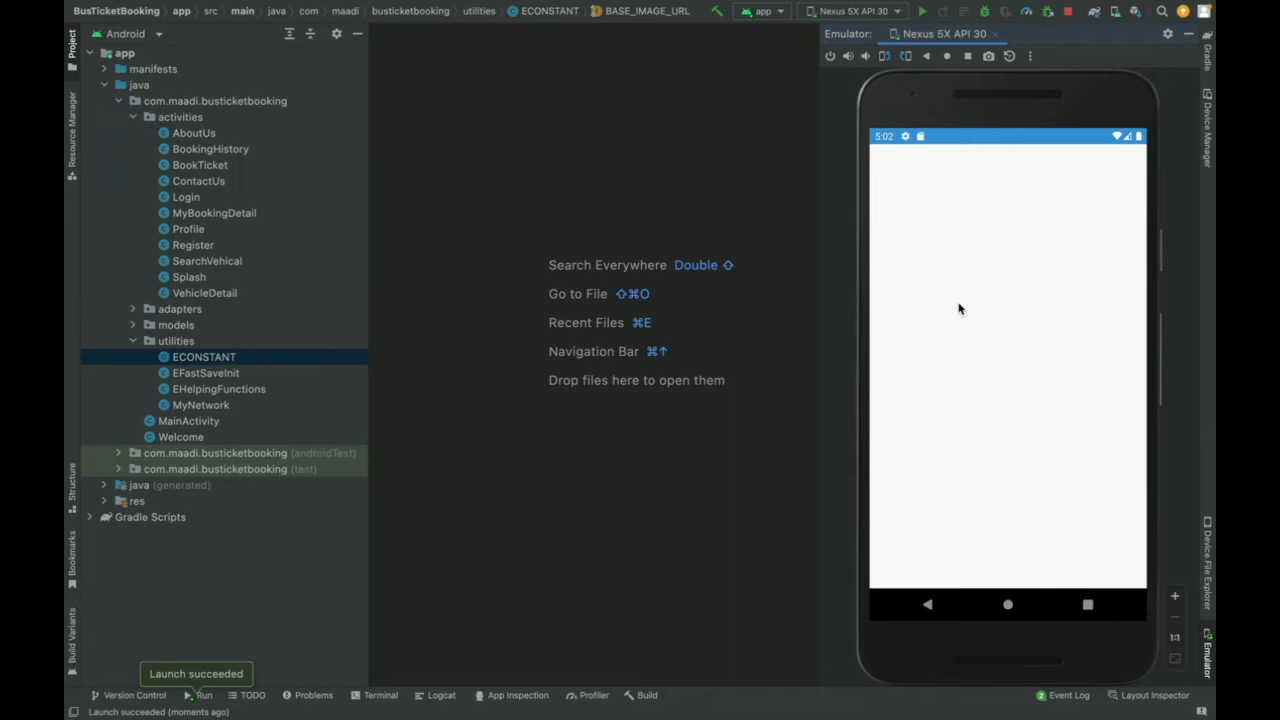 BusTicketBooking app src main java com maadi busticketbooking utilities ECONSTANT BASE_IMAGE_URL app Nexus 5X API 30
Project
Android
Emulator: Nexus 5X API 30
Gradle
app
manifests
java
com.maadi.busticketbooking
activities
AboutUs
BookingHistory
BookTicket
ContactUs
Login
MyBookingDetail
Profile
Register
SearchVehical
Splash
VehicleDetail
adapters
models
utilities
ECONSTANT
EFastSaveInit
EHelpingFunctions
MyNetwork
MainActivity
Welcome
com.maadi.busticketbooking (androidTest)
com.maadi.busticketbooking (test)
java (generated)
res
Gradle Scripts
Resource Manager
Structure
Bookmarks
Build Variants
Search Everywhere Double ⇧
Go to File ⇧⌘O
Recent Files ⌘E
Navigation Bar ⌘↑
Drop files here to open them
5:02
1:1
Device Manager
Device File Explorer
Emulator
Launch succeeded
Version Control Run TODO Problems Terminal Logcat App Inspection Profiler Build 2 Event Log Layout Inspector
Launch succeeded (moments ago)